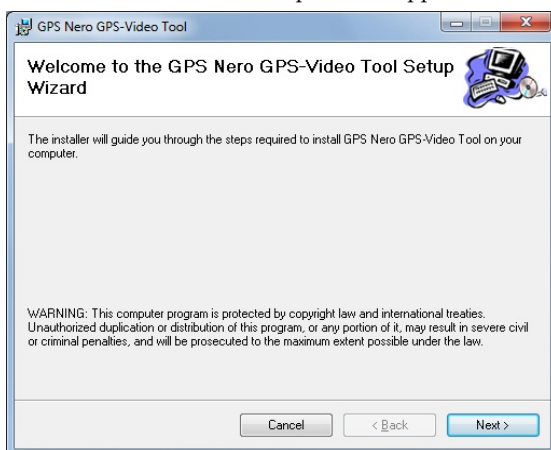 GPS Nero GPS-Video Tool
Welcome to the GPS Nero GPS-Video Tool Setup
Wizard
The installer will guide you through the steps required to install GPS Nero GPS-Video Tool on your
computer.
WARNING: This computer program is protected by copyright law and international treaties.
Unauthorized duplication or distribution of this program, or any portion of it, may result in severe civil
or criminal penalties, and will be prosecuted to the maximum extent possible under the law.
Cancel
< Back
Next >